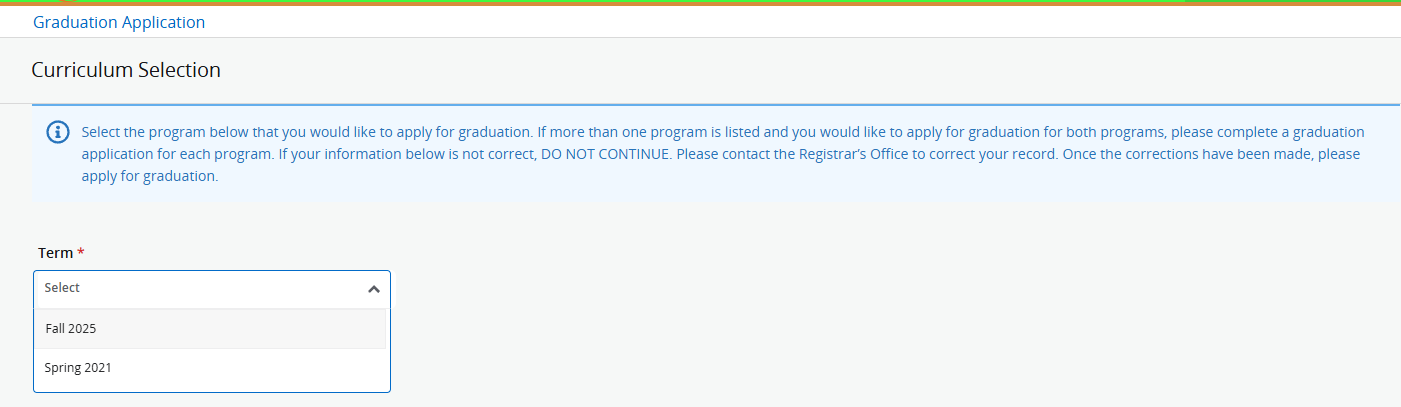 Graduation Application
Curriculum Selection
Select the program below that you would like to apply for graduation. If more than one program is listed and you would like to apply for graduation for both programs, please complete a graduation
application for each program. If your information below is not correct, DO NOT CONTINUE. Please contact the Registrar's Office to correct your record. Once the corrections have been made, please
apply for graduation.
Term *
Select
Fall 2025
Spring 2021